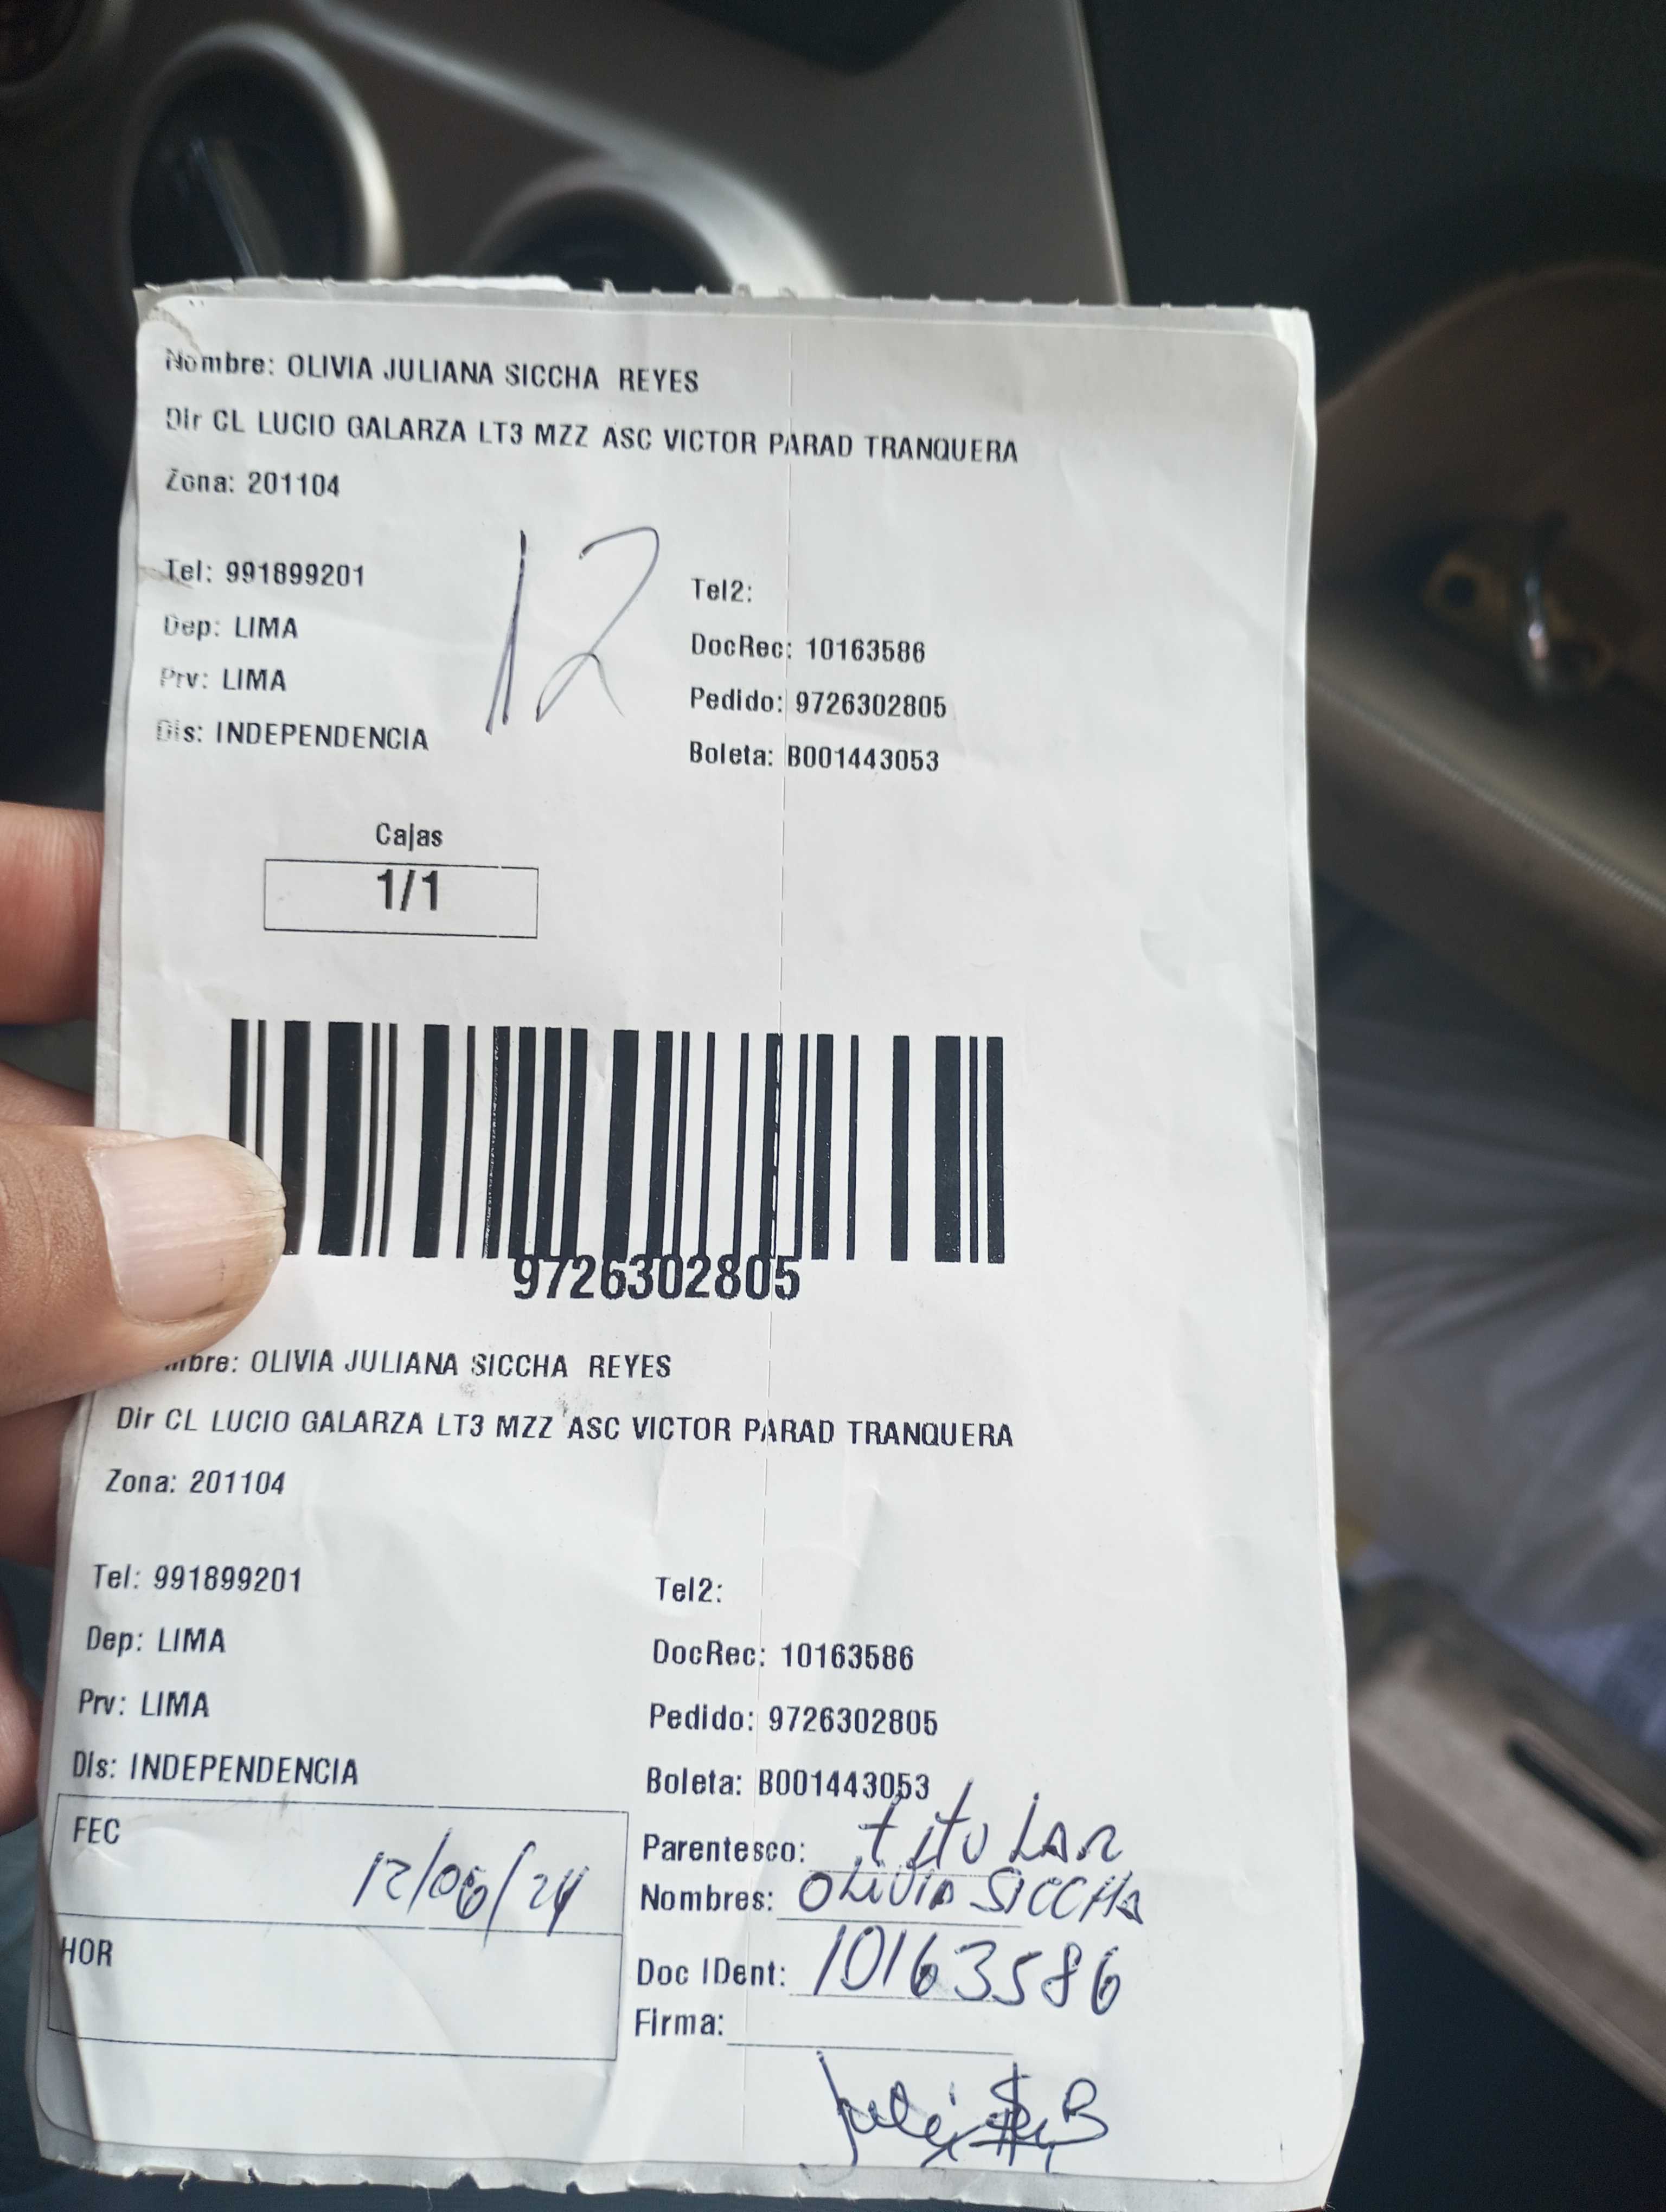 Nombre: OLIVIA JULIANA SICCHA REYES
Dir CL LUCIO GALARZA LT3 MZZ ASC VICTOR PARAD TRANQUERA
Zona: 201104
12
Tel: 991899201
Tel2:
Dep: LIMA
DocRec: 10163586
Prv: LIMA
Pedido: 9726302805
Dis: INDEPENDENCIA
Boleta: B001443053
Cajas
1/1
9726302805
mbre: OLIVIA JULIANA SICCHA REYES
Dir CL LUCIO GALARZA LT3 MZZ ASC VICTOR PARAD TRANQUERA
Zona: 201104
Tel: 991899201
Tel2:
Dep: LIMA
DocRec: 10163586
Prv: LIMA
Pedido: 9726302805
Dis: INDEPENDENCIA
Boleta: B001443053
FEC 12/06/24
HOR
Parentesco: titular
Nombres: Olivia SICCHA
Doc IDent: 10163586
Firma: